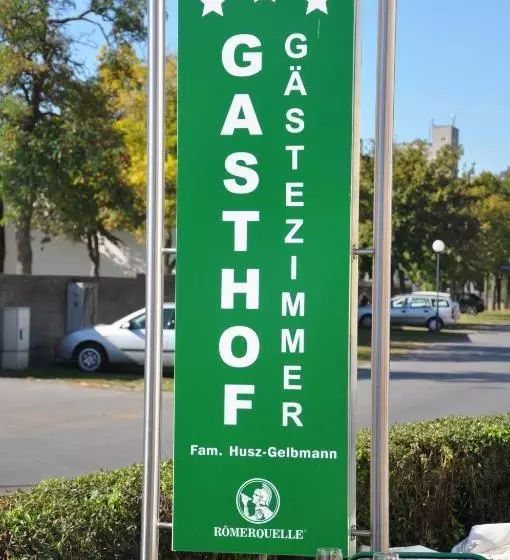 GASTHOF
GÄSTEZIMMER
Fam. Husz-Gelbmann
RÖMERQUELLE